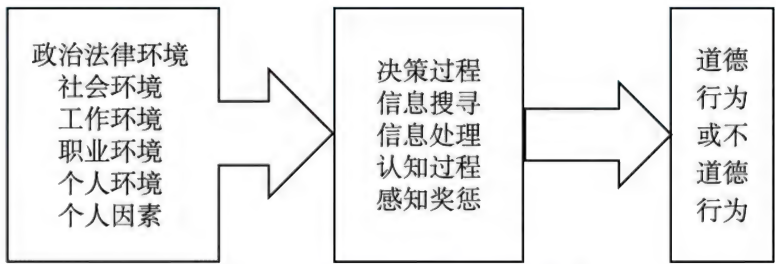 政治法律环境
社会环境
工作环境
职业环境
个人环境
个人因素
决策过程
信息搜寻
信息处理
认知过程
感知奖惩
道德
行为
或不
道德
行为